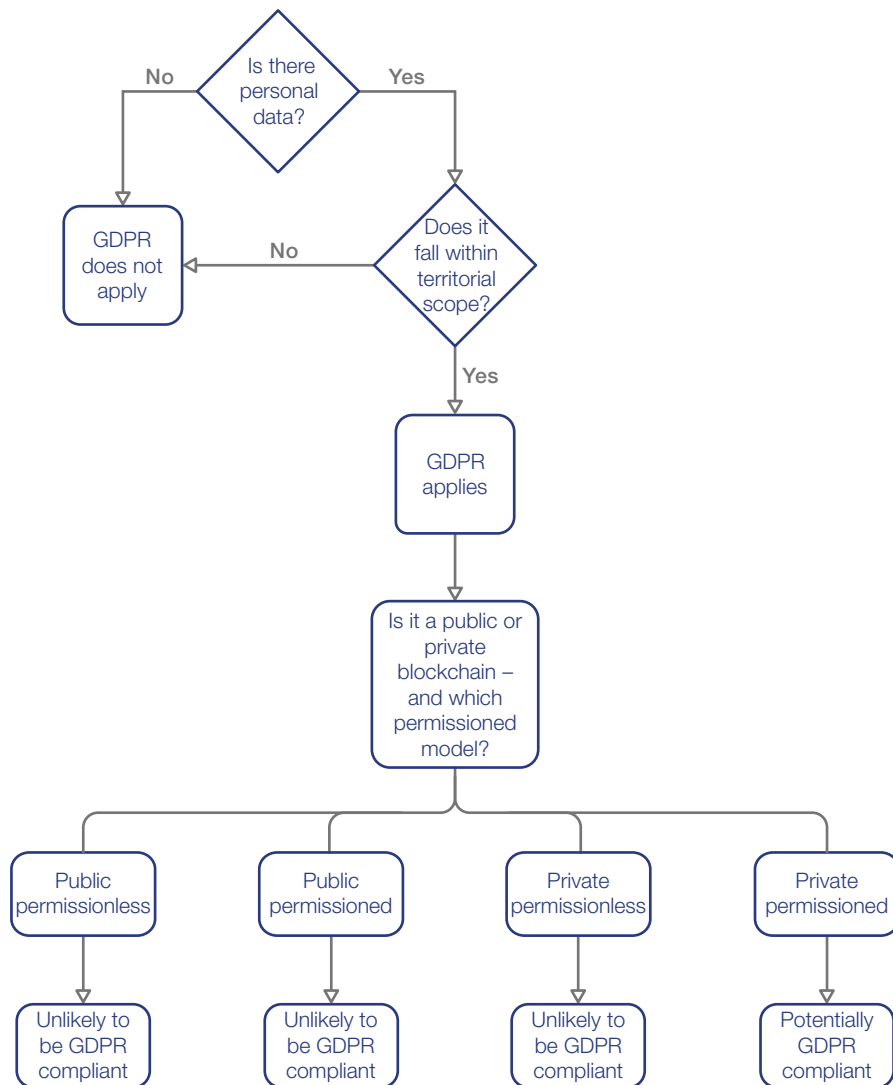 Is there
personal
data?
No
Yes
GDPR
does not
apply
Does it
fall within
territorial
scope?
No
Yes
GDPR
applies
Is it a public or
private
blockchain –
and which
permissioned
model?
Public
permissionless
Public
permissioned
Private
permissionless
Private
permissioned
Unlikely to
be GDPR
compliant
Unlikely to
be GDPR
compliant
Unlikely to
be GDPR
compliant
Potentially
GDPR
compliant